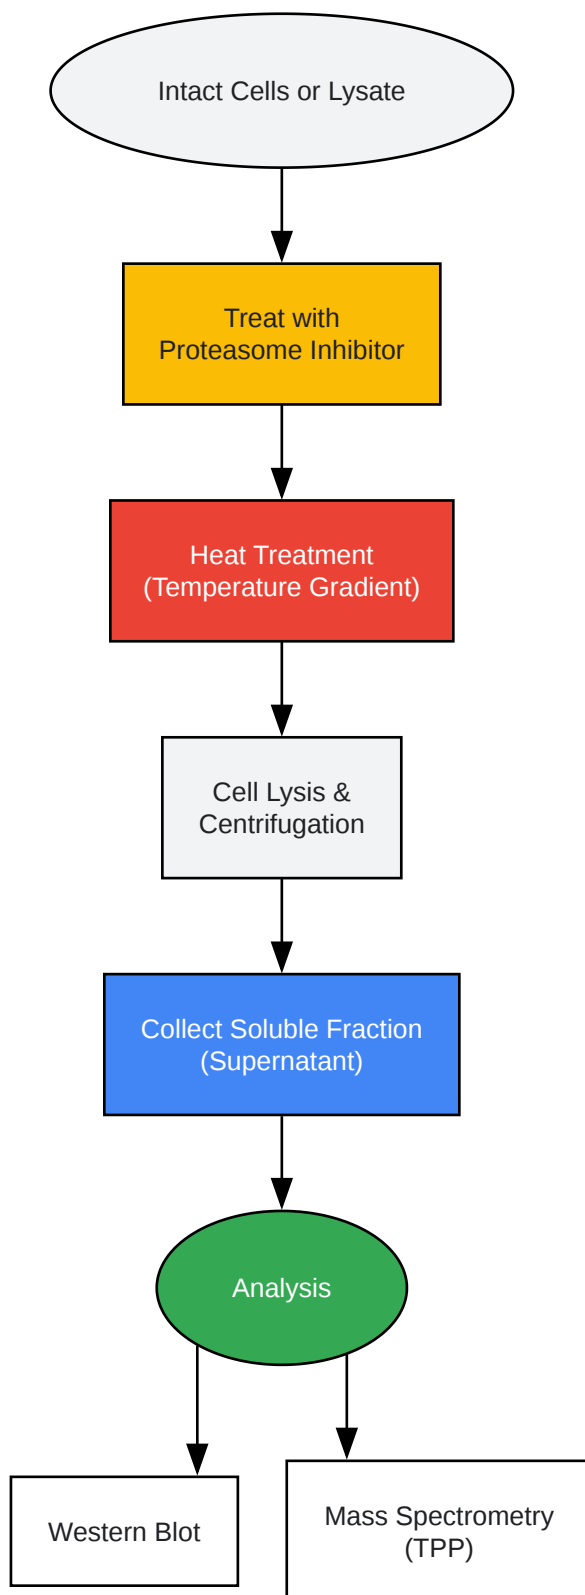 Intact Cells or Lysate
Treat with
Proteasome Inhibitor
Heat Treatment
(Temperature Gradient)
Cell Lysis &
Centrifugation
Collect Soluble Fraction
(Supernatant)
Analysis
Western Blot
Mass Spectrometry
(TPP)